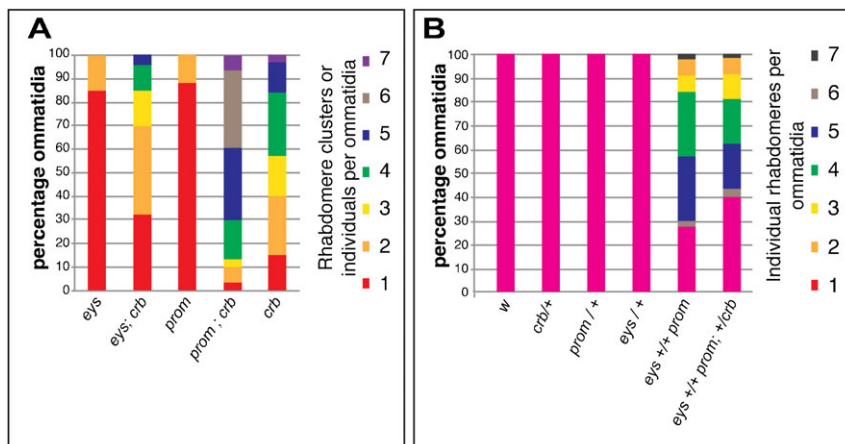 A
100
90
80
70
60
50
40
30
20
10
0
percentage ommatidia
eys
eys; crb
prom
prom ; crb
crb
Rhabdomere clusters or
individuals per ommatidia
7
6
5
4
3
2
1
B
100
90
80
70
60
50
40
30
20
10
0
percentage ommatidia
w
crb/+
prom / +
eys / +
eys +/+ prom
eys +/+ prom; +/crb
Individual rhabdomeres per
ommatidia
7
6
5
4
3
2
1